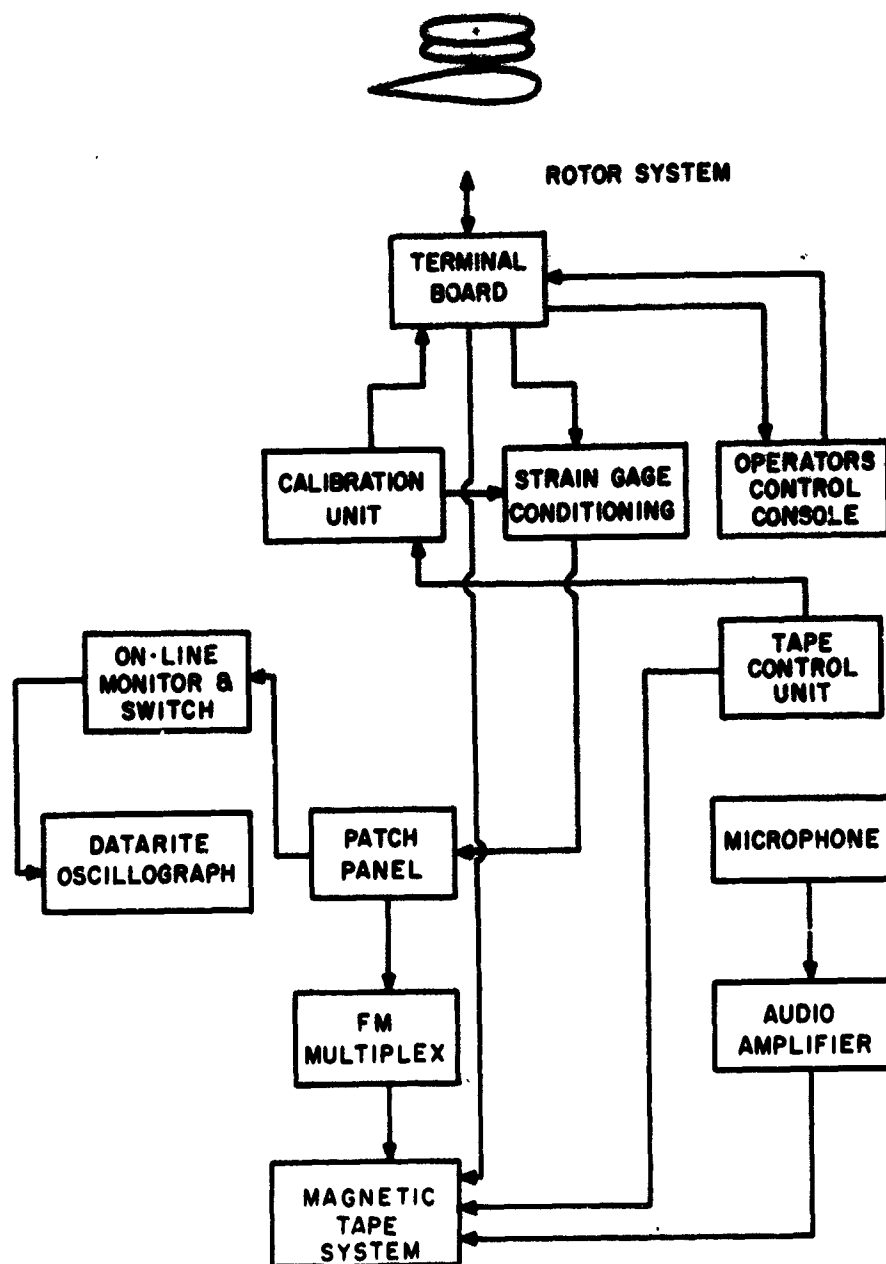 ROTOR SYSTEM
TERMINAL
BOARD
CALIBRATION
UNIT
STRAIN GAGE
CONDITIONING
OPERATORS
CONTROL
CONSOLE
ON-LINE
MONITOR &
SWITCH
TAPE
CONTROL
UNIT
DATARITE
OSCILLOGRAPH
PATCH
PANEL
MICROPHONE
FM
MULTIPLEX
AUDIO
AMPLIFIER
MAGNETIC
TAPE
SYSTEM